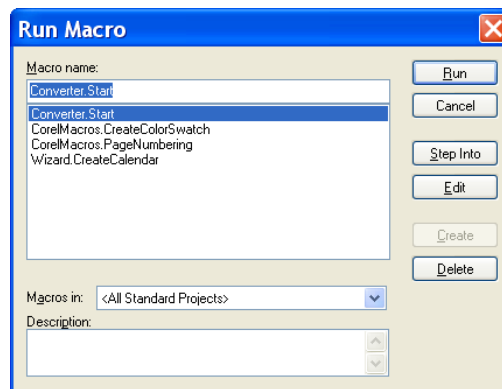 Run Macro
Macro name:
Converter.Start
Converter.Start
CorelMacros.CreateColorSwatch
CorelMacros.PageNumbering
Wizard.CreateCalendar
Run
Cancel
Step Into
Edit
Create
Delete
Macros in: <All Standard Projects>
Description: